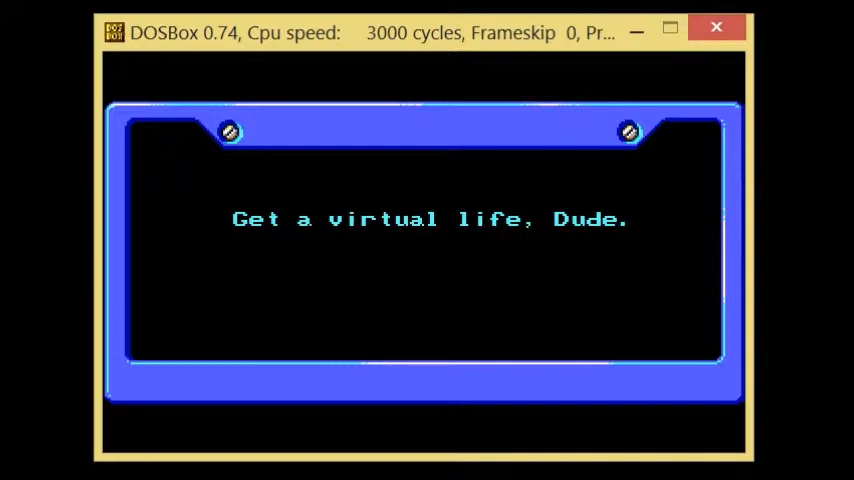 DOSBox 0.74, Cpu speed: 3000 cycles, Frameskip 0, Pr...
Get a virtual life, Dude.